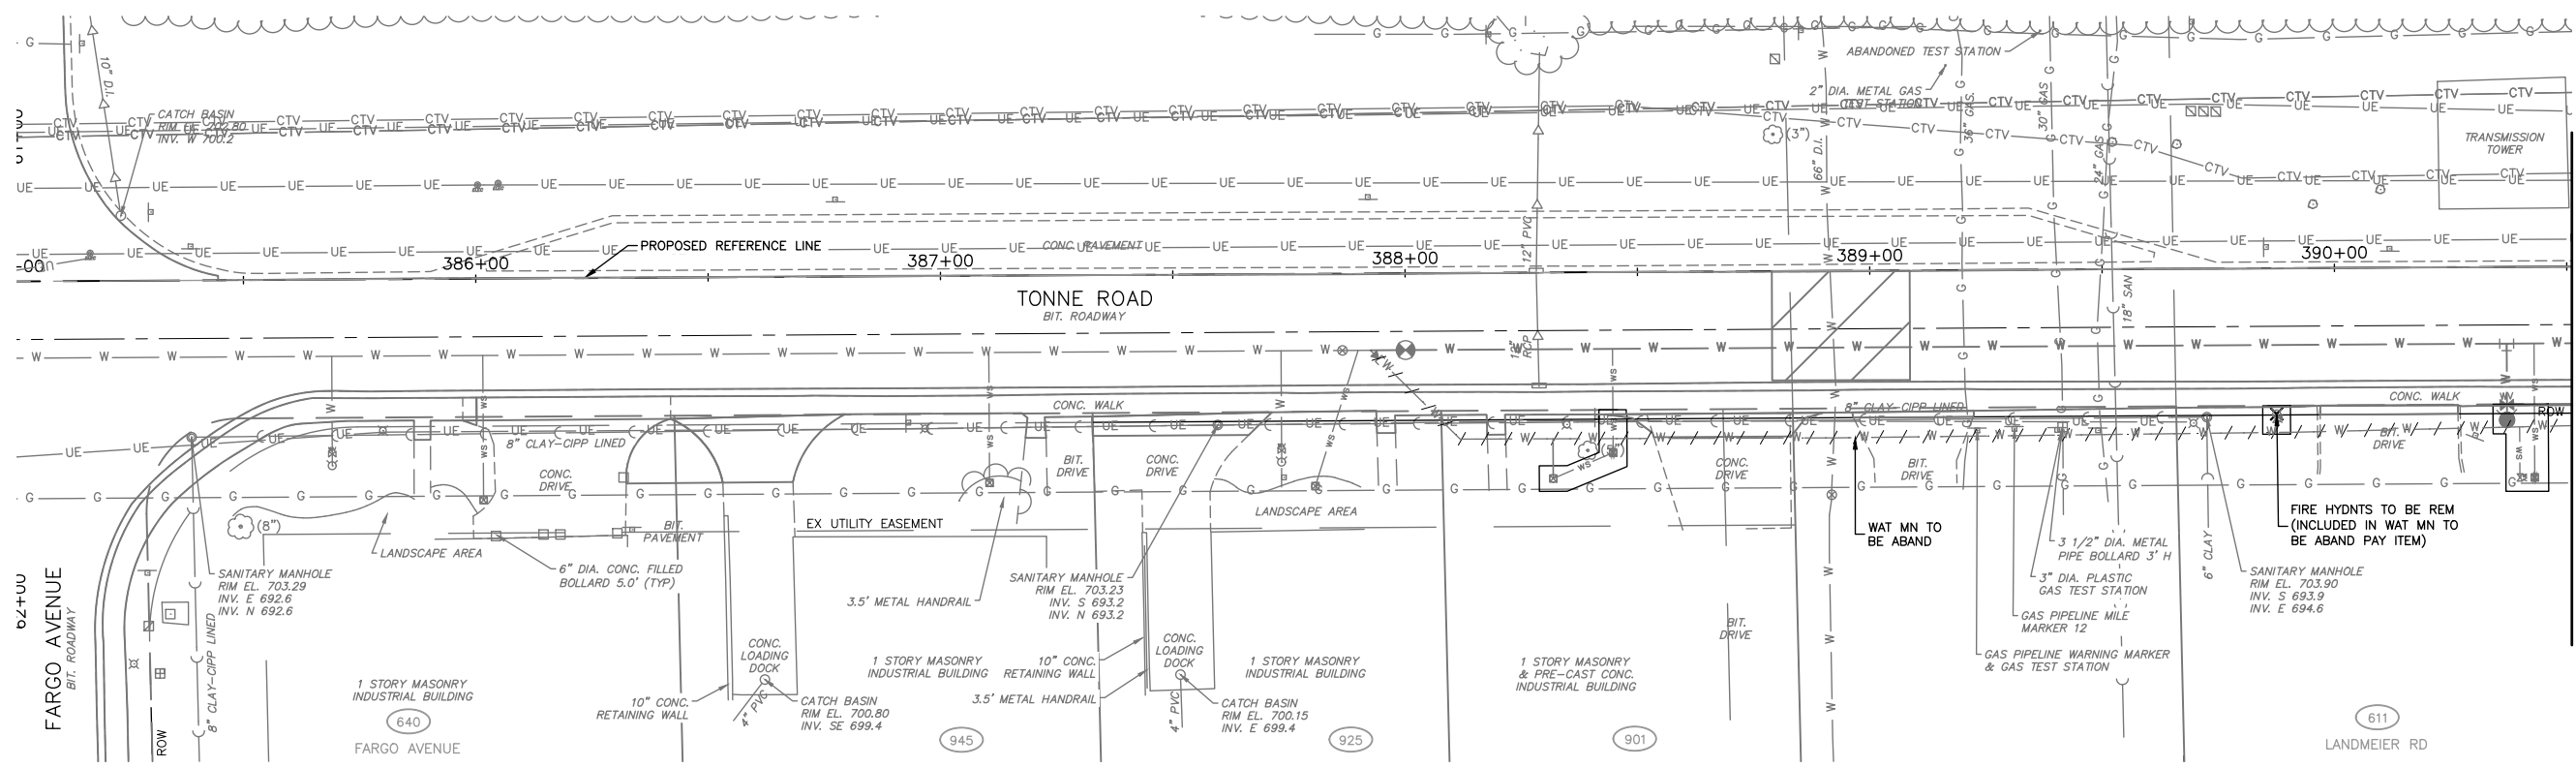 10" D.I.
CATCH BASIN
RIM EL. 702.80
INV. W 700.2
ABANDONED TEST STATION
2" DIA. METAL GAS
TEST STATION
(3")
66" D.I.
36" GAS
30" GAS
24" GAS
TRANSMISSION
TOWER
PROPOSED REFERENCE LINE
CONC. PAVEMENT
12" PVC
386+00
387+00
388+00
389+00
390+00
TONNE ROAD
BIT. ROADWAY
12"
RCP
18" SAN
CONC. WALK
8" CLAY-CIPP LINED
CONC. WALK
ROW
8" CLAY-CIPP LINED
CONC.
DRIVE
BIT.
DRIVE
CONC.
DRIVE
CONC.
DRIVE
BIT.
DRIVE
BIT.
DRIVE
(8")
LANDSCAPE AREA
BIT.
PAVEMENT
EX UTILITY EASEMENT
LANDSCAPE AREA
WAT MN TO
BE ABAND
FIRE HYDNTS TO BE REM
(INCLUDED IN WAT MN TO
BE ABAND PAY ITEM)
SANITARY MANHOLE
RIM EL. 703.29
INV. E 692.6
INV. N 692.6
6" DIA. CONC. FILLED
BOLLARD 5.0' (TYP)
3.5' METAL HANDRAIL
SANITARY MANHOLE
RIM EL. 703.23
INV. S 693.2
INV. N 693.2
3 1/2" DIA. METAL
PIPE BOLLARD 3' H
3" DIA. PLASTIC
GAS TEST STATION
GAS PIPELINE MILE
MARKER 12
GAS PIPELINE WARNING MARKER
& GAS TEST STATION
6" CLAY
SANITARY MANHOLE
RIM EL. 703.90
INV. S 693.9
INV. E 694.6
62+00
FARGO AVENUE
BIT. ROADWAY
8" CLAY-CIPP LINED
ROW
1 STORY MASONRY
INDUSTRIAL BUILDING
640
FARGO AVENUE
10" CONC.
RETAINING WALL
CONC.
LOADING
DOCK
4" PVC
CATCH BASIN
RIM EL. 700.80
INV. SE 699.4
1 STORY MASONRY
INDUSTRIAL BUILDING
945
10" CONC.
RETAINING WALL
3.5' METAL HANDRAIL
CONC.
LOADING
DOCK
4" PVC
CATCH BASIN
RIM EL. 700.15
INV. E 699.4
1 STORY MASONRY
INDUSTRIAL BUILDING
925
1 STORY MASONRY
& PRE-CAST CONC.
INDUSTRIAL BUILDING
901
BIT.
DRIVE
611
LANDMEIER RD